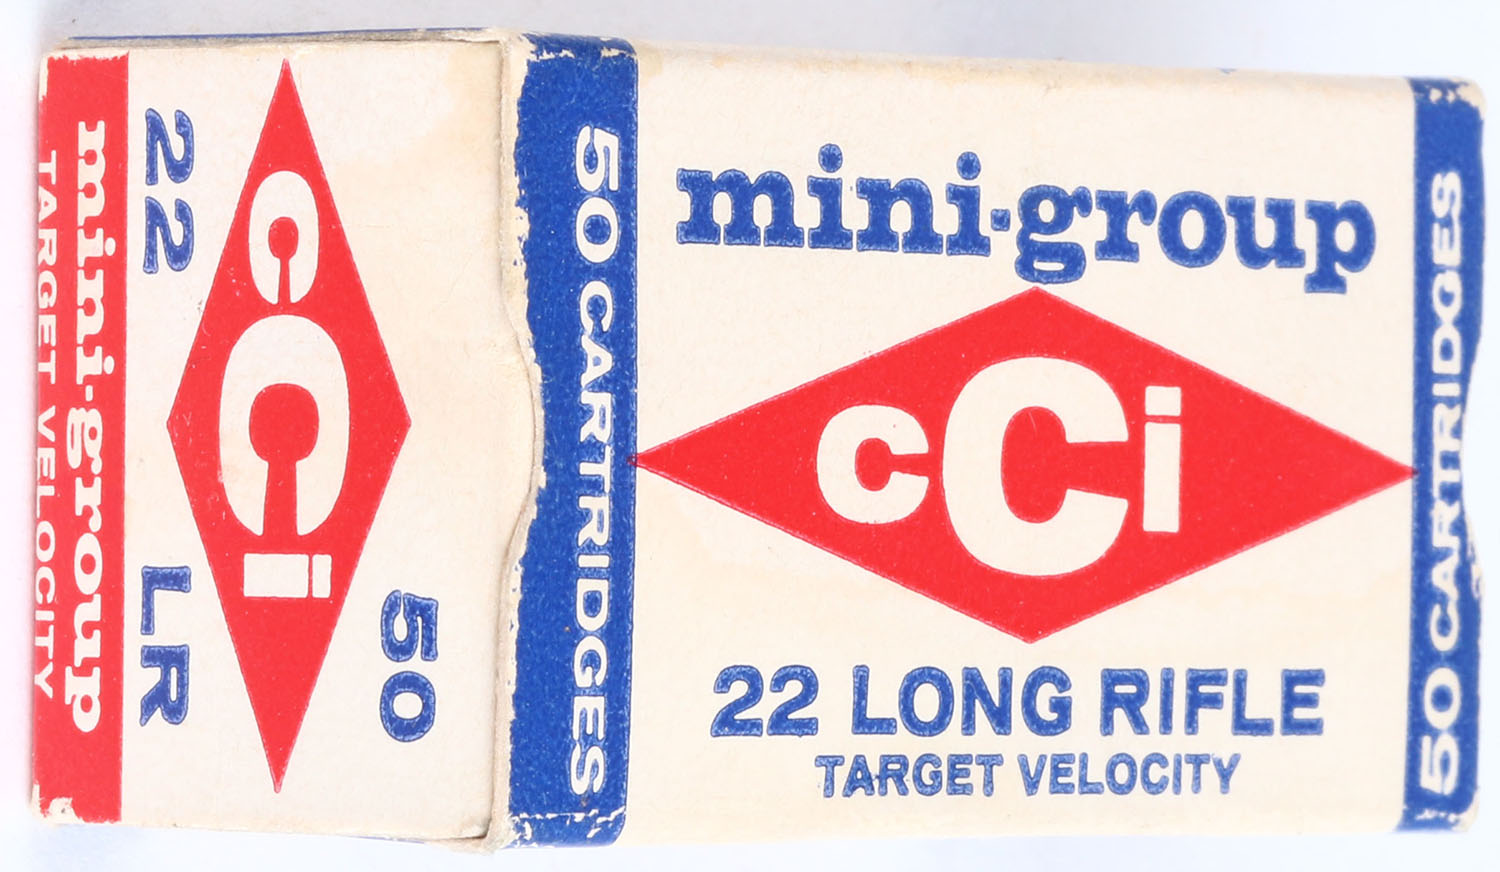 mini-group
TARGET VELOCITY
22 LR
cCi
50
50 CARTRIDGES
mini-group
cCi
22 LONG RIFLE
TARGET VELOCITY
50 CARTRIDGES